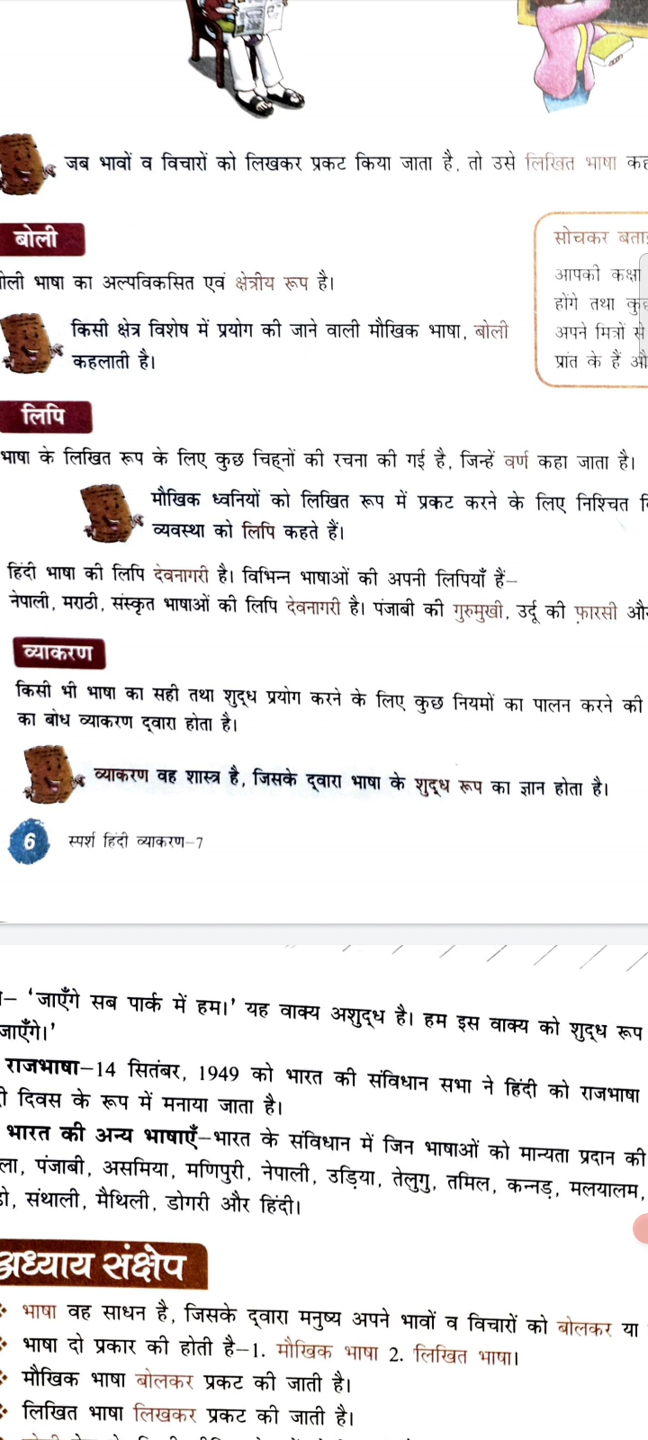 जब भावों व विचारों को लिखकर प्रकट किया जाता है, तो उसे लिखित भाषा
बोली
सोचकर
भाषा का अल्पविकसित एवं क्षेत्रीय रूप है।
आपकी कक्षा
होंगे तथा
किसी क्षेत्र विशेष में प्रयोग की जाने वाली मौखिक भाषा, बोली
अपने मित्रों से
कहलाती है।
प्रांत के हैं
लिपि
भाषा के लिखित रूप के लिए कुछ चिह्नों की रचना की गई है, जिन्हें वर्ण कहा जाता है।
मौखिक ध्वनियों को लिखित रूप में प्रकट करने के लिए निश्चित
व्यवस्था को लिपि कहते हैं।
हिंदी भाषा की लिपि देवनागरी है। विभिन्न भाषाओं की अपनी लिपियाँ हैं–
नेपाली, मराठी, संस्कृत भाषाओं की लिपि देवनागरी है। पंजाबी की गुरुमुखी, उर्दू की फ़ारसी
व्याकरण
किसी भी भाषा का सही तथा शुद्ध प्रयोग करने के लिए कुछ नियमों का पालन करने की
का बोध व्याकरण द्वारा होता है।
व्याकरण वह शास्त्र है, जिसके द्वारा भाषा के शुद्ध रूप का ज्ञान होता है।
6 स्पर्श हिंदी व्याकरण–7
– ‘जाएँगे सब पार्क में हम।’ यह वाक्य अशुद्ध है। हम इस वाक्य को शुद्ध रूप
जाएँगे।’
राजभाषा–14 सितंबर, 1949 को भारत की संविधान सभा ने हिंदी को राजभाषा
दिवस के रूप में मनाया जाता है।
भारत की अन्य भाषाएँ–भारत के संविधान में जिन भाषाओं को मान्यता प्रदान की
पंजाबी, असमिया, मणिपुरी, नेपाली, उड़िया, तेलुगु, तमिल, कन्नड़, मलयालम,
संथाली, मैथिली, डोगरी और हिंदी।
अध्याय संक्षेप
भाषा वह साधन है, जिसके द्वारा मनुष्य अपने भावों व विचारों को बोलकर या
भाषा दो प्रकार की होती है–1. मौखिक भाषा 2. लिखित भाषा।
मौखिक भाषा बोलकर प्रकट की जाती है।
लिखित भाषा लिखकर प्रकट की जाती है।